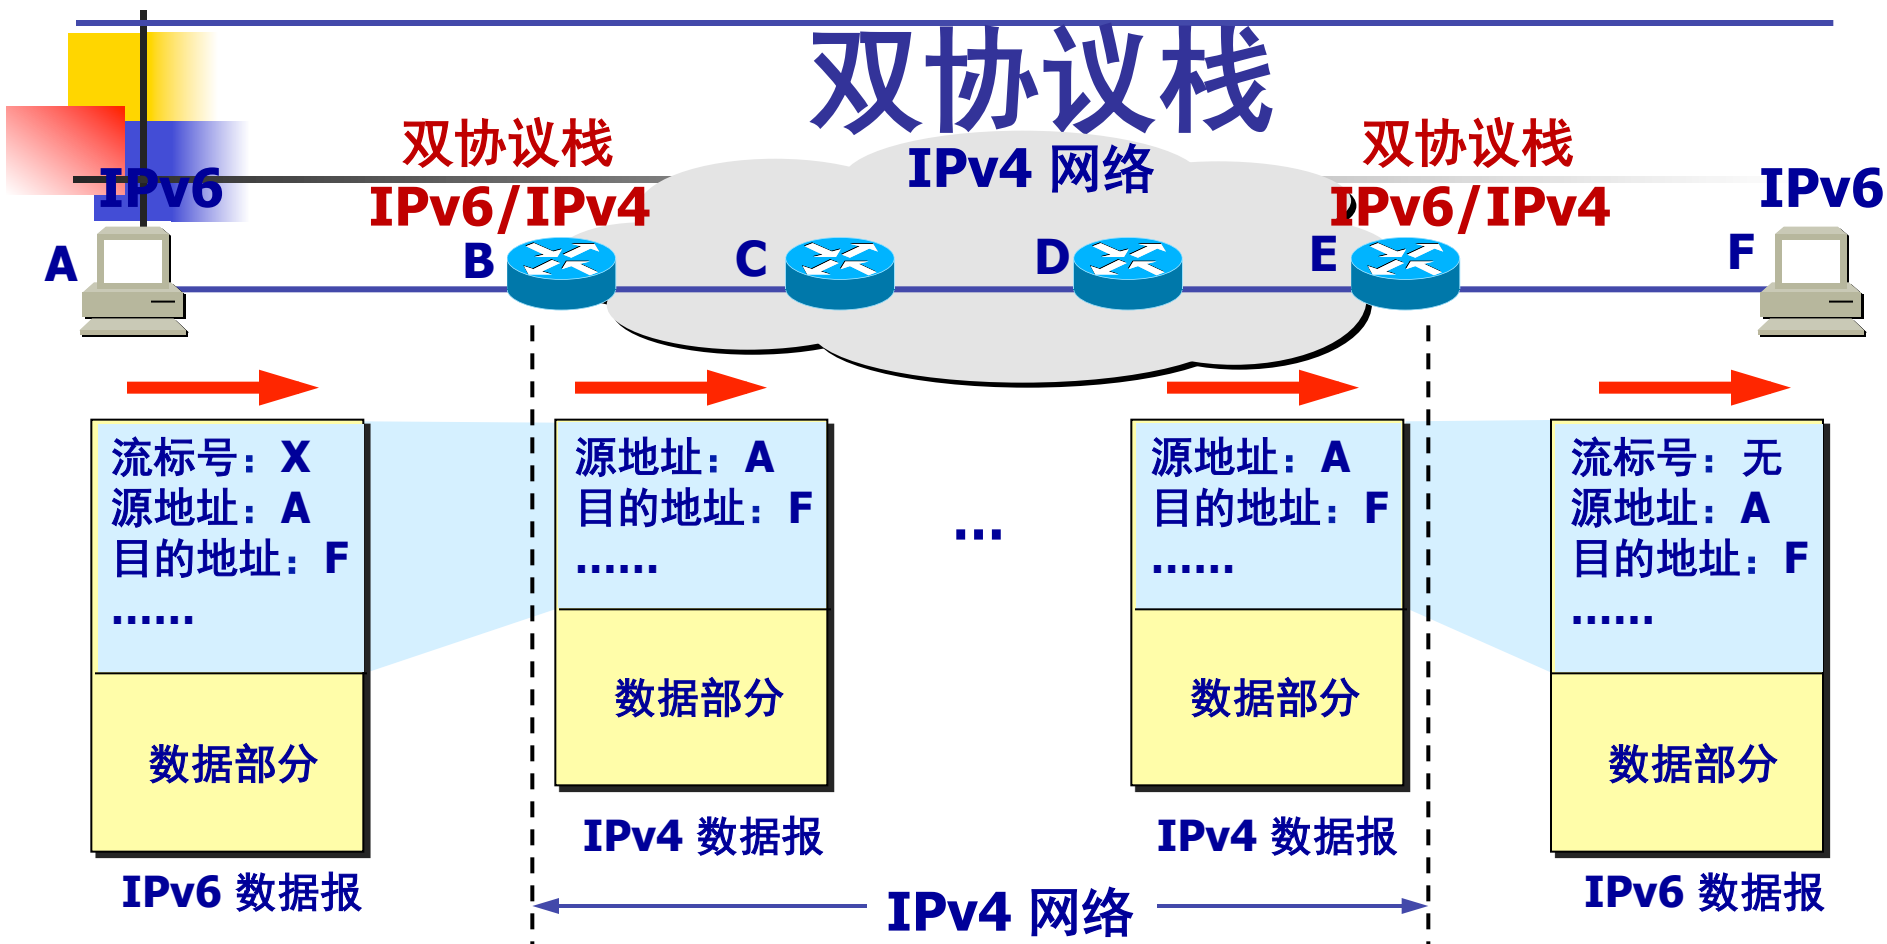 双协议栈
双协议栈
IPv6/IPv4
IPv4 网络
双协议栈
IPv6/IPv4
IPv6
IPv6
A
B
C
D
E
F
流标号：X
源地址：A
目的地址：F
……
数据部分
IPv6 数据报
源地址：A
目的地址：F
……
数据部分
IPv4 数据报
…
源地址：A
目的地址：F
……
数据部分
IPv4 数据报
流标号：无
源地址：A
目的地址：F
……
数据部分
IPv6 数据报
IPv4 网络